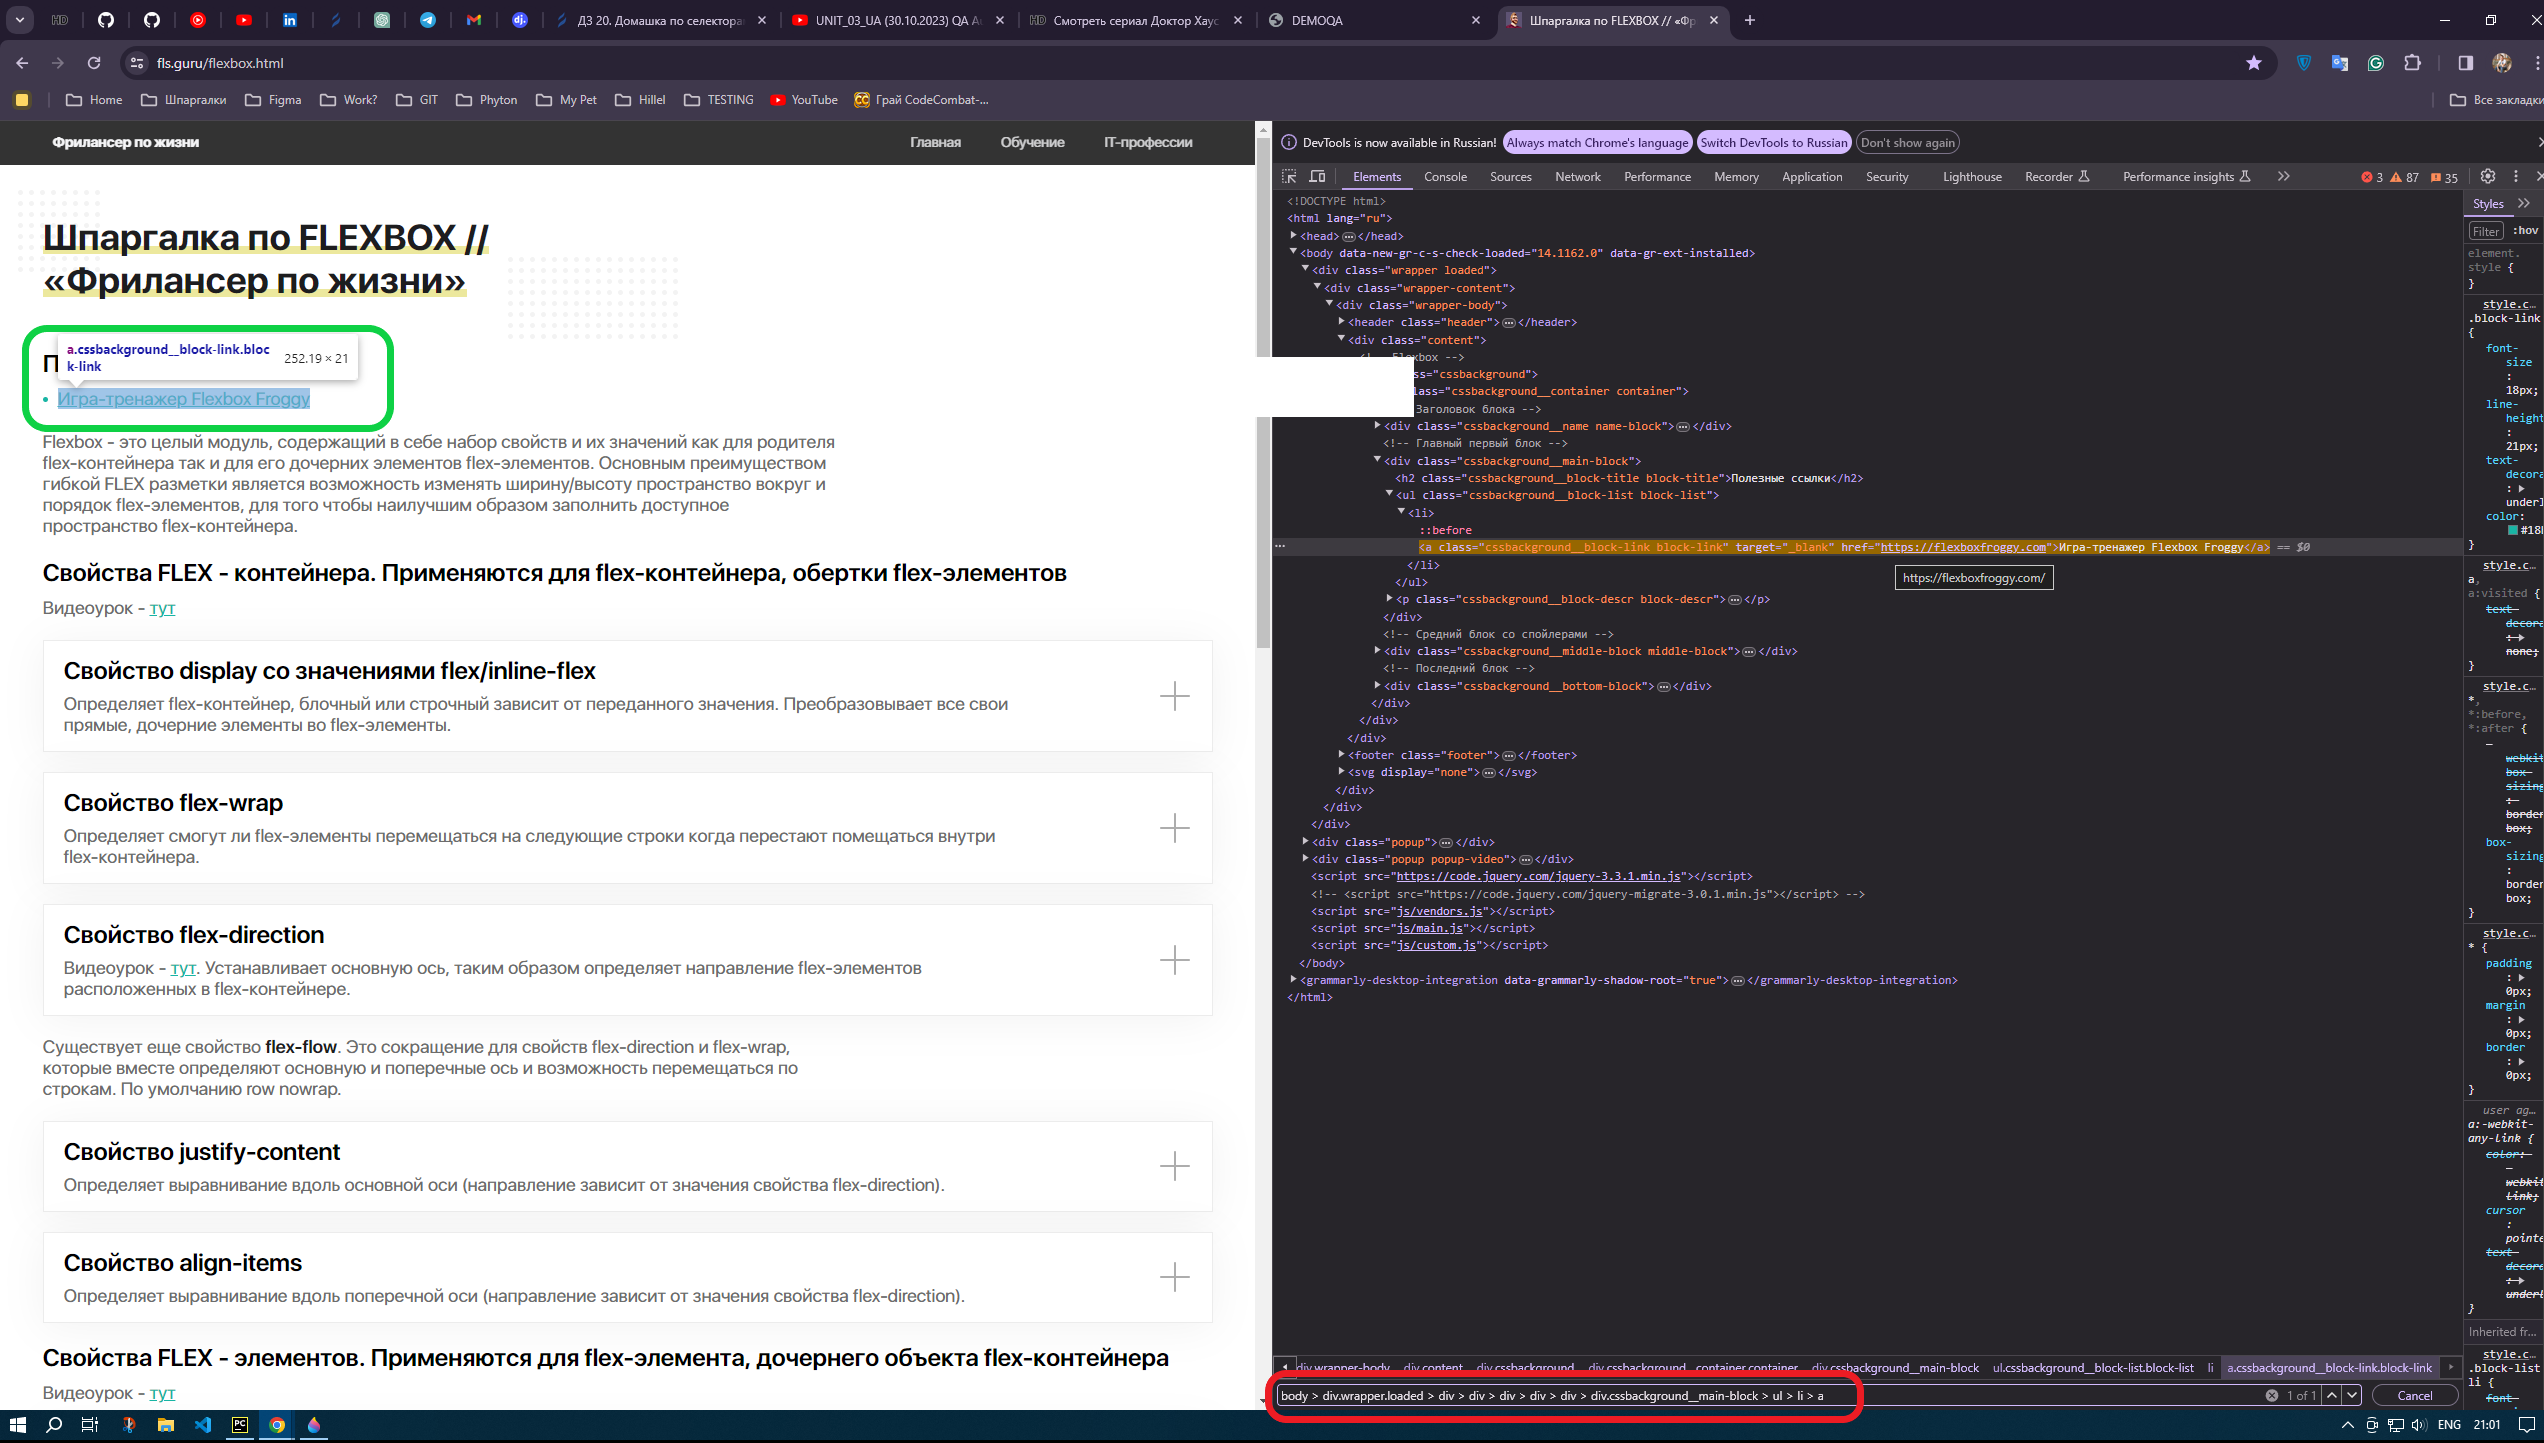 ДЗ 20. Домашка по селектора
UNIT_03_UA (30.10.2023) QA A
Смотреть сериал Доктор Хаус
DEMOQA
Шпаргалка по FLEXBOX // «Фр
fls.guru/flexbox.html
Home
Шпаргалки
Figma
Work?
GIT
Phyton
My Pet
Hillel
TESTING
YouTube
Грай CodeCombat-...
Все закладки
Фрилансер по жизни
Главная
Обучение
IT-профессии
Шпаргалка по FLEXBOX //
«Фрилансер по жизни»
a.cssbackground__block-link.bloc
k-link
252.19 × 21
П
Игра-тренажер Flexbox Froggy
Flexbox - это целый модуль, содержащий в себе набор свойств и их значений как для родителя
flex-контейнера так и для его дочерних элементов flex-элементов. Основным преимуществом
гибкой FLEX разметки является возможность изменять ширину/высоту пространство вокруг и
порядок flex-элементов, для того чтобы наилучшим образом заполнить доступное
пространство flex-контейнера.
Свойства FLEX - контейнера. Применяются для flex-контейнера, обертки flex-элементов
Видеоурок - тут
Свойство display со значениями flex/inline-flex
Определяет flex-контейнер, блочный или строчный зависит от переданного значения. Преобразовывает все свои
прямые, дочерние элементы во flex-элементы.
Свойство flex-wrap
Определяет смогут ли flex-элементы перемещаться на следующие строки когда перестают помещаться внутри
flex-контейнера.
Свойство flex-direction
Видеоурок - тут. Устанавливает основную ось, таким образом определяет направление flex-элементов
расположенных в flex-контейнере.
Существует еще свойство flex-flow. Это сокращение для свойств flex-direction и flex-wrap,
которые вместе определяют основную и поперечные ось и возможность перемещаться по
строкам. По умолчанию row nowrap.
Свойство justify-content
Определяет выравнивание вдоль основной оси (направление зависит от значения свойства flex-direction).
Свойство align-items
Определяет выравнивание вдоль поперечной оси (направление зависит от значения свойства flex-direction).
Свойства FLEX - элементов. Применяются для flex-элемента, дочернего объекта flex-контейнера
Видеоурок - тут
DevTools is now available in Russian! Always match Chrome's language Switch DevTools to Russian Don't show again
Elements Console Sources Network Performance Memory Application Security Lighthouse Recorder Performance insights 3 87 35
<!DOCTYPE html>
<html lang="ru">
<head> ... </head>
<body data-new-gr-c-s-check-loaded="14.1162.0" data-gr-ext-installed>
<div class="wrapper loaded">
<div class="wrapper-content">
<div class="wrapper-body">
<header class="header"> ... </header>
<div class="content">
<!-- Flexbox -->
ss="cssbackground">
class="cssbackground__container container">
Заголовок блока -->
<div class="cssbackground__name name-block"> ... </div>
<!-- Главный первый блок -->
<div class="cssbackground__main-block">
<h2 class="cssbackground__block-title block-title">Полезные ссылки</h2>
<ul class="cssbackground__block-list block-list">
<li>
::before
<a class="cssbackground__block-link block-link" target="_blank" href="https://flexboxfroggy.com">Игра-тренажер Flexbox Froggy</a> == $0
</li>
https://flexboxfroggy.com/
</ul>
<p class="cssbackground__block-descr block-descr"> ... </p>
</div>
<!-- Средний блок со спойлерами -->
<div class="cssbackground__middle-block middle-block"> ... </div>
<!-- Последний блок -->
<div class="cssbackground__bottom-block"> ... </div>
</div>
</div>
</div>
<footer class="footer"> ... </footer>
<svg display="none"> ... </svg>
</div>
</div>
</div>
<div class="popup"> ... </div>
<div class="popup popup-video"> ... </div>
<script src="https://code.jquery.com/jquery-3.3.1.min.js"></script>
<!-- <script src="https://code.jquery.com/jquery-migrate-3.0.1.min.js"></script> -->
<script src="js/vendors.js"></script>
<script src="js/main.js"></script>
<script src="js/custom.js"></script>
</body>
<grammarly-desktop-integration data-grammarly-shadow-root="true"> ... </grammarly-desktop-integration>
</html>
Styles
Filter :hov
element.
style {
}
style.c...
.block-link
{
font-
size
:
18px;
line-
height
:
21px;
text-
decora
:
underl
color:
#18
}
style.c...
a,
a:visited {
text-
decora
:
none;
}
style.c...
*,
*:before,
*:after {
-
webkit
box-
sizing
:
border
box;
box-
sizing
:
border
box;
}
style.c...
* {
padding
:
0px;
margin
:
0px;
border
:
0px;
}
user ag...
a:-webkit-
any-link {
color:
-
webkit
link;
cursor
:
pointe
text-
decora
:
underl
}
Inherited fr...
style.c...
.block-list
li {
font-
div.wrapper-body div.content div.cssbackground div.cssbackground__container.container div.cssbackground__main-block ul.cssbackground__block-list.block-list li a.cssbackground__block-link.block-link
body > div.wrapper.loaded > div > div > div > div > div > div.cssbackground__main-block > ul > li > a
1 of 1
Cancel
ENG
21:01